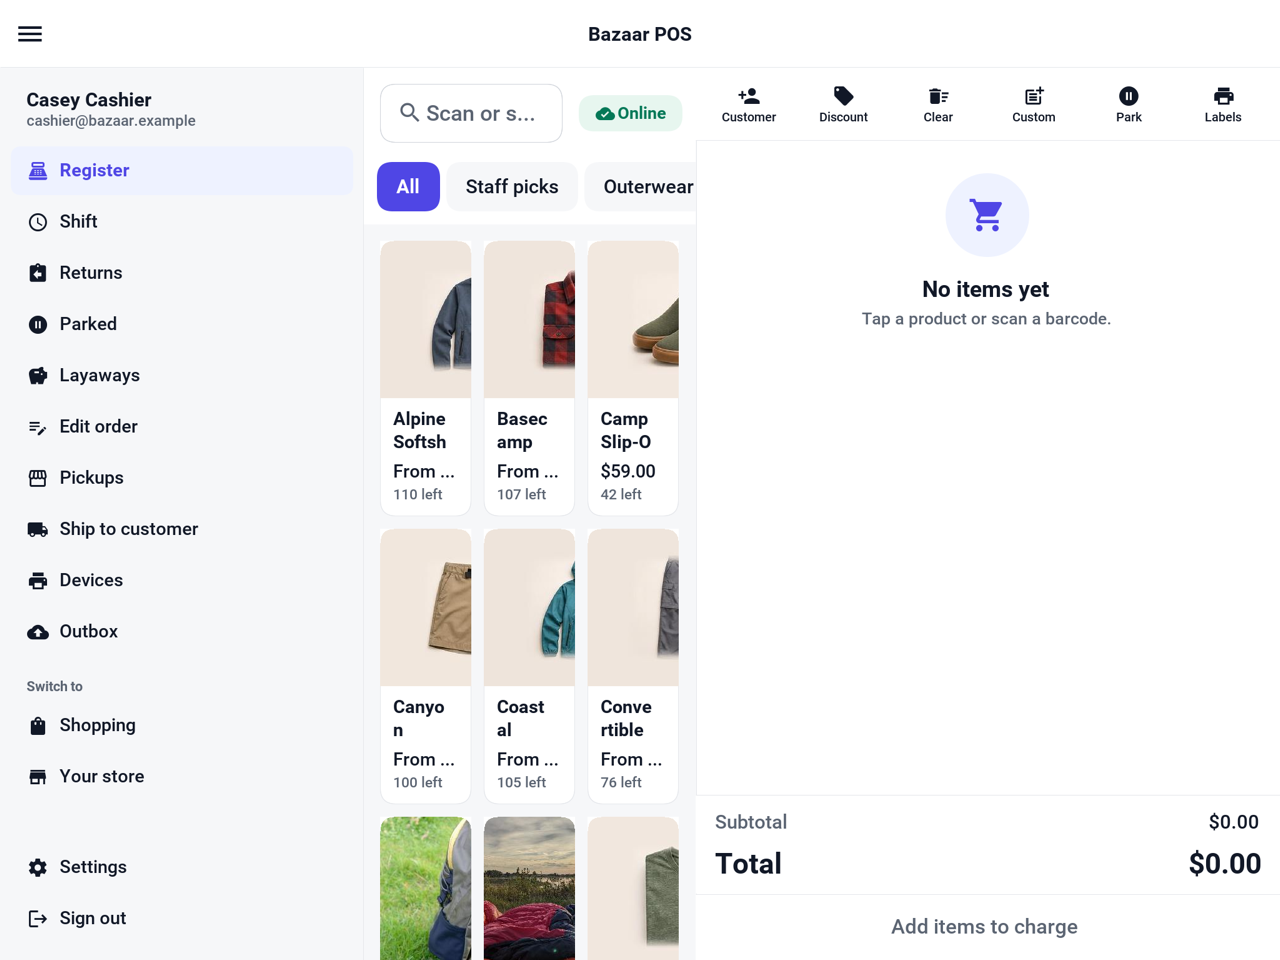 Bazaar POS
Casey Cashier
cashier@bazaar.example
Register
Shift
Returns
Parked
Layaways
Edit order
Pickups
Ship to customer
Devices
Outbox
Switch to
Shopping
Your store
Settings
Sign out
Scan or s...
Online
All
Staff picks
Outerwear
Alpine
Softsh
From ...
110 left
Basec
amp
From ...
107 left
Camp
Slip-O
$59.00
42 left
Canyo
n
From ...
100 left
Coast
al
From ...
105 left
Conve
rtible
From ...
76 left
Customer
Discount
Clear
Custom
Park
Labels
No items yet
Tap a product or scan a barcode.
Subtotal
$0.00
Total
$0.00
Add items to charge